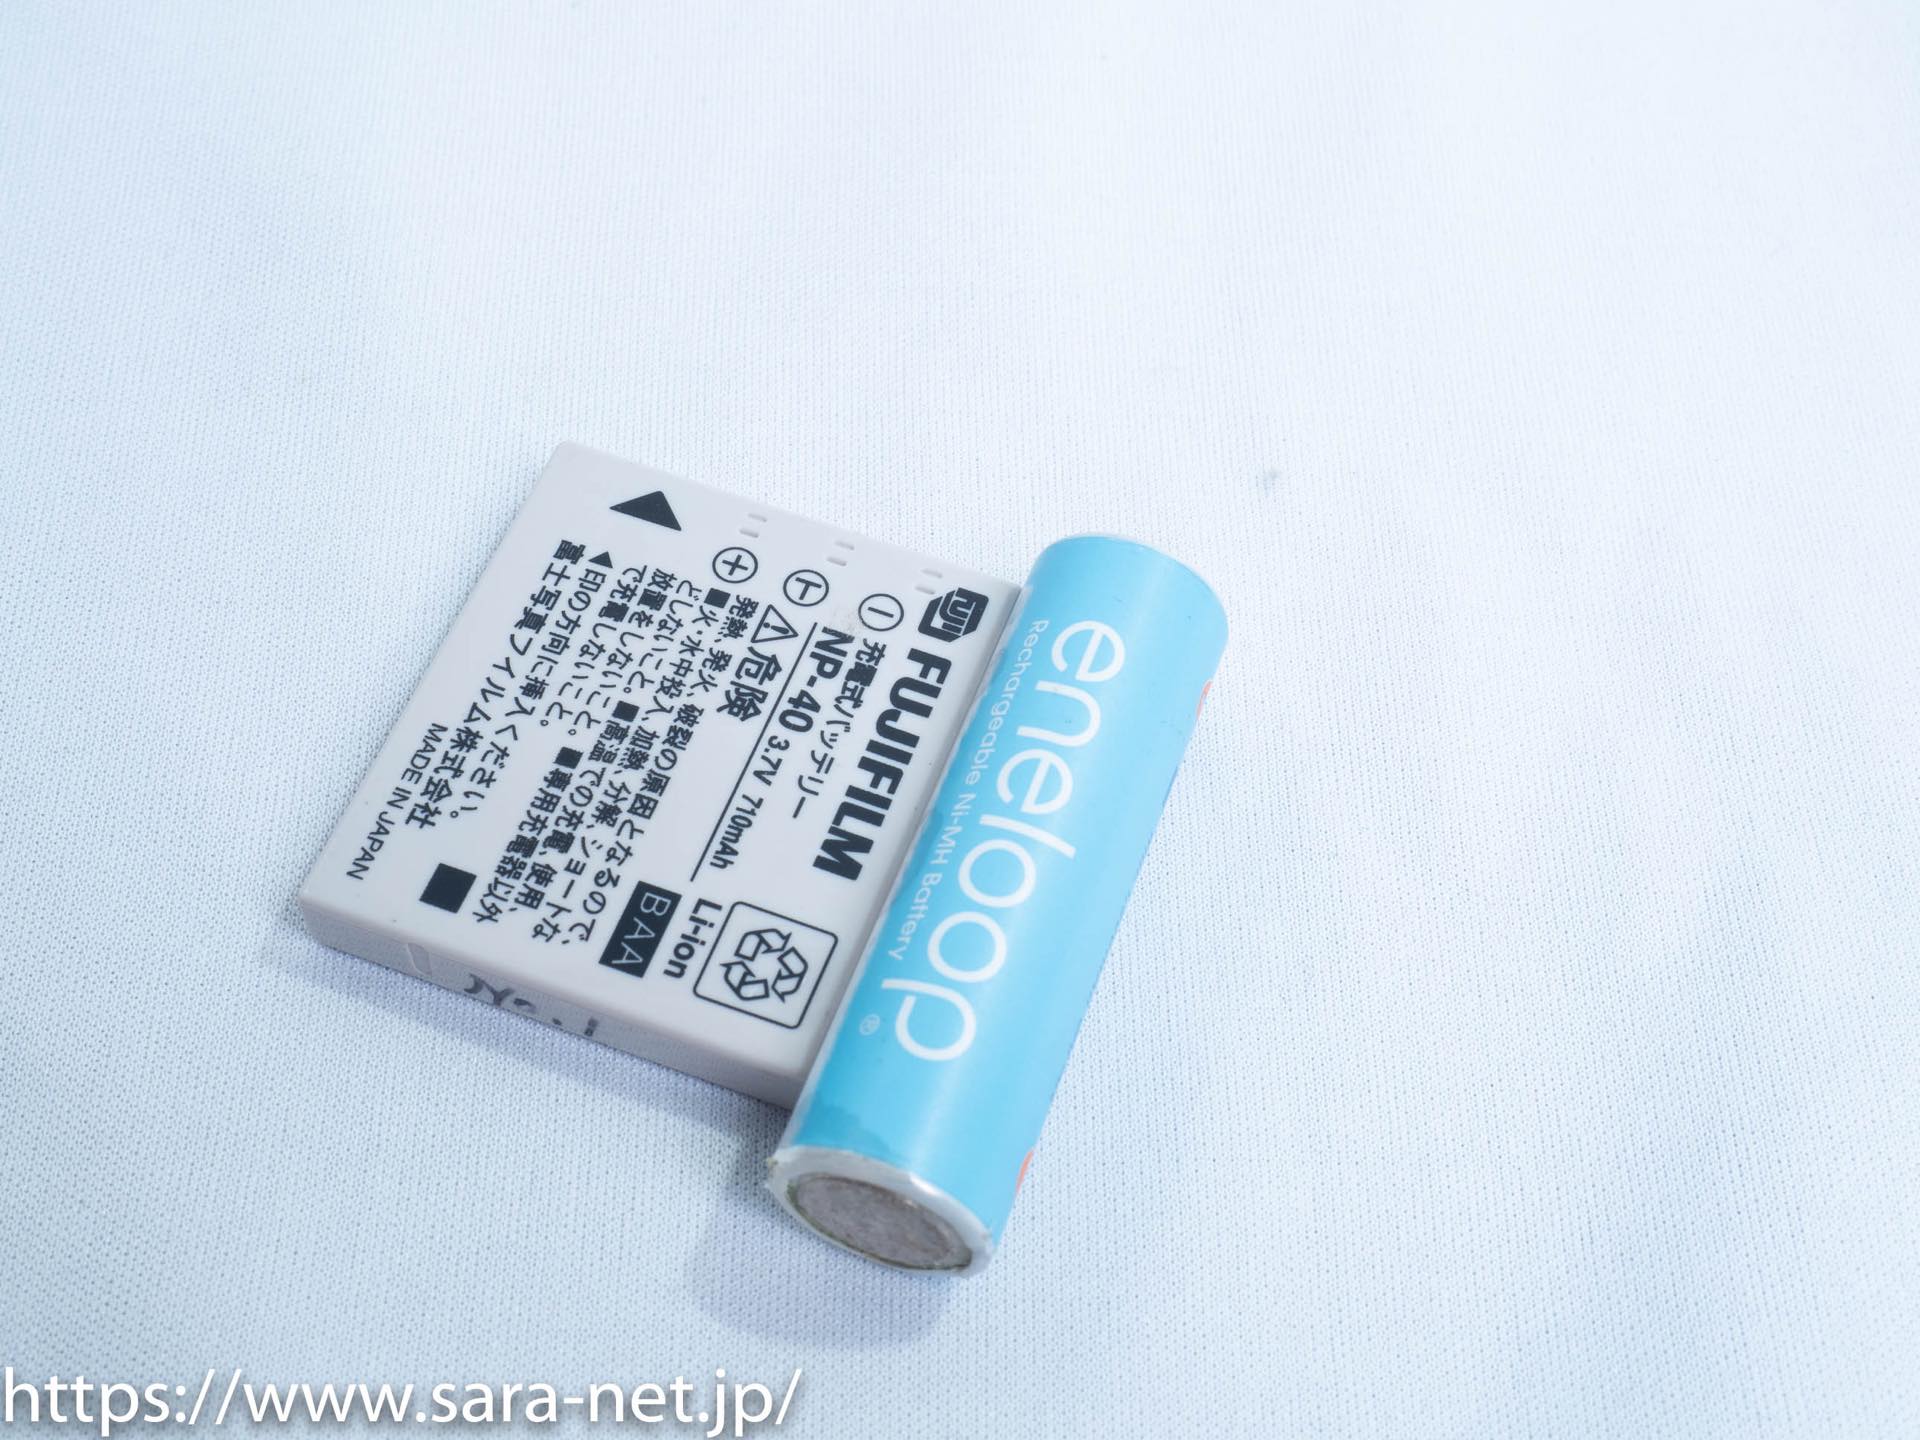 FUJI FUJIFILM
充電式バッテリー
NP-40 3.7V 710mAh
⚠危険
発熱、発火、破裂の原因となるので、
■火・水中投入、加熱、分解、ショートな
どしないこと。■高温での充電、使用、
放置をしないこと。■専用充電器以外
で充電しないこと。
◀印の方向に挿入ください。
富士写真フイルム株式会社
MADE IN JAPAN
Li-ion
BAA
eneloop®
Rechargeable Ni-MH Battery
https://www.sara-net.jp/